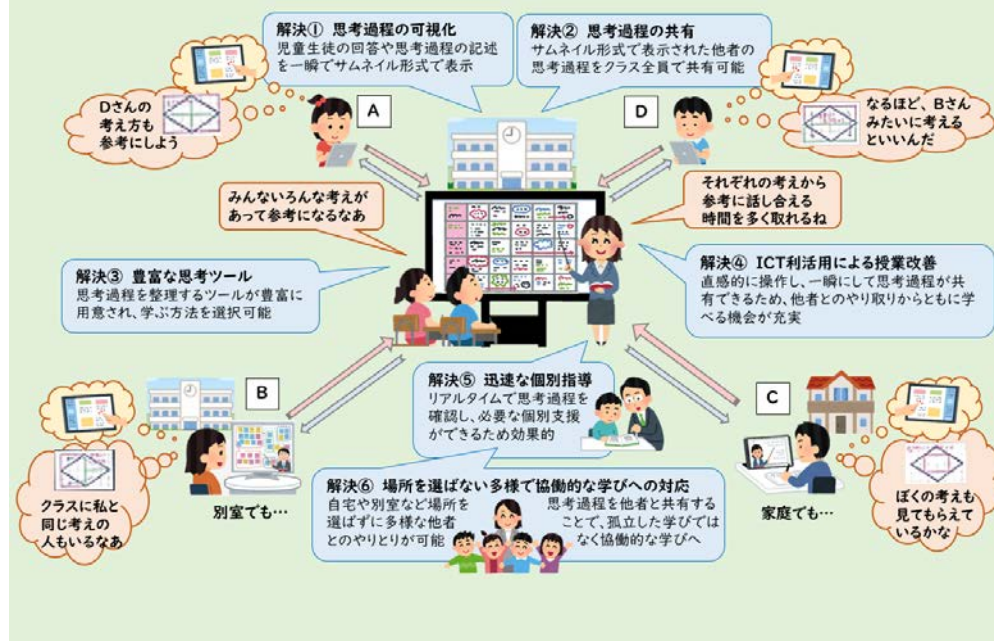 解決① 思考過程の可視化
児童生徒の回答や思考過程の記述
を一瞬でサムネイル形式で表示
解決② 思考過程の共有
サムネイル形式で表示された他者の
思考過程をクラス全員で共有可能
Dさんの
考え方も
参考にしよう
A
D
なるほど、Bさん
みたいに考える
といいんだ
みんないろんな考えが
あって参考になるなあ
それぞれの考えから
参考に話し合える
時間を多く取れるね
解決③ 豊富な思考ツール
思考過程を整理するツールが豊富に
用意され、学ぶ方法を選択可能
解決④ ICT利活用による授業改善
直感的に操作し、一瞬にして思考過程が共
有できるため、他者とのやり取りからともに学
べる機会が充実
解決⑤ 迅速な個別指導
リアルタイムで思考過程を
確認し、必要な個別支援
ができるため効果的
B
C
クラスに私と
同じ考えの
人もいるなあ
別室でも…
解決⑥ 場所を選ばない多様で協働的な学びへの対応
自宅や別室など場所を
選ばずに多様な他者
とのやりとりが可能
思考過程を他者と共有する
ことで、孤立した学びでは
なく協働的な学びへ
家庭でも…
ぼくの考えも
見てもらえて
いるかな